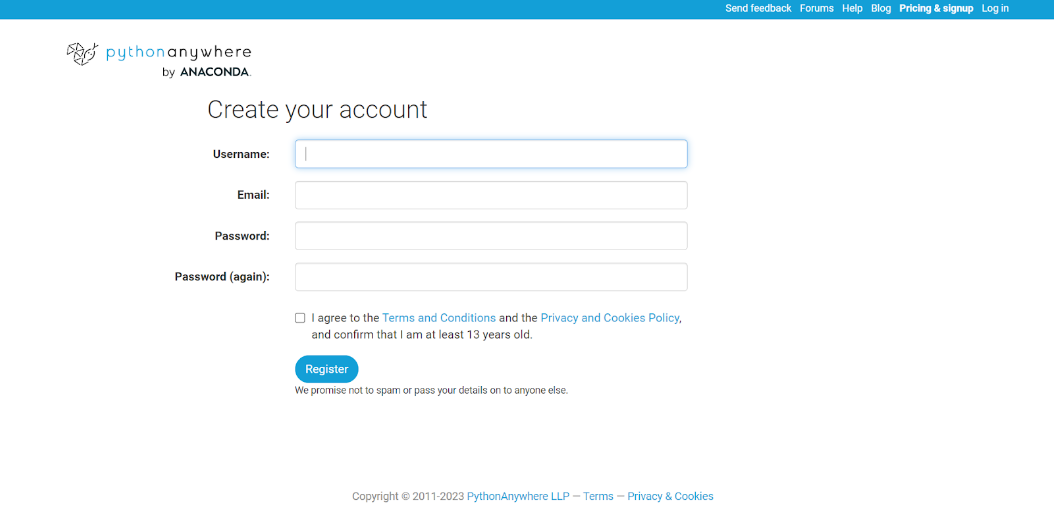 Send feedback Forums Help Blog Pricing & signup Log in
pythonanywhere
by ANACONDA.
Create your account
Username:
Email:
Password:
Password (again):
I agree to the Terms and Conditions and the Privacy and Cookies Policy,
and confirm that I am at least 13 years old.
Register
We promise not to spam or pass your details on to anyone else.
Copyright © 2011-2023 PythonAnywhere LLP — Terms — Privacy & Cookies